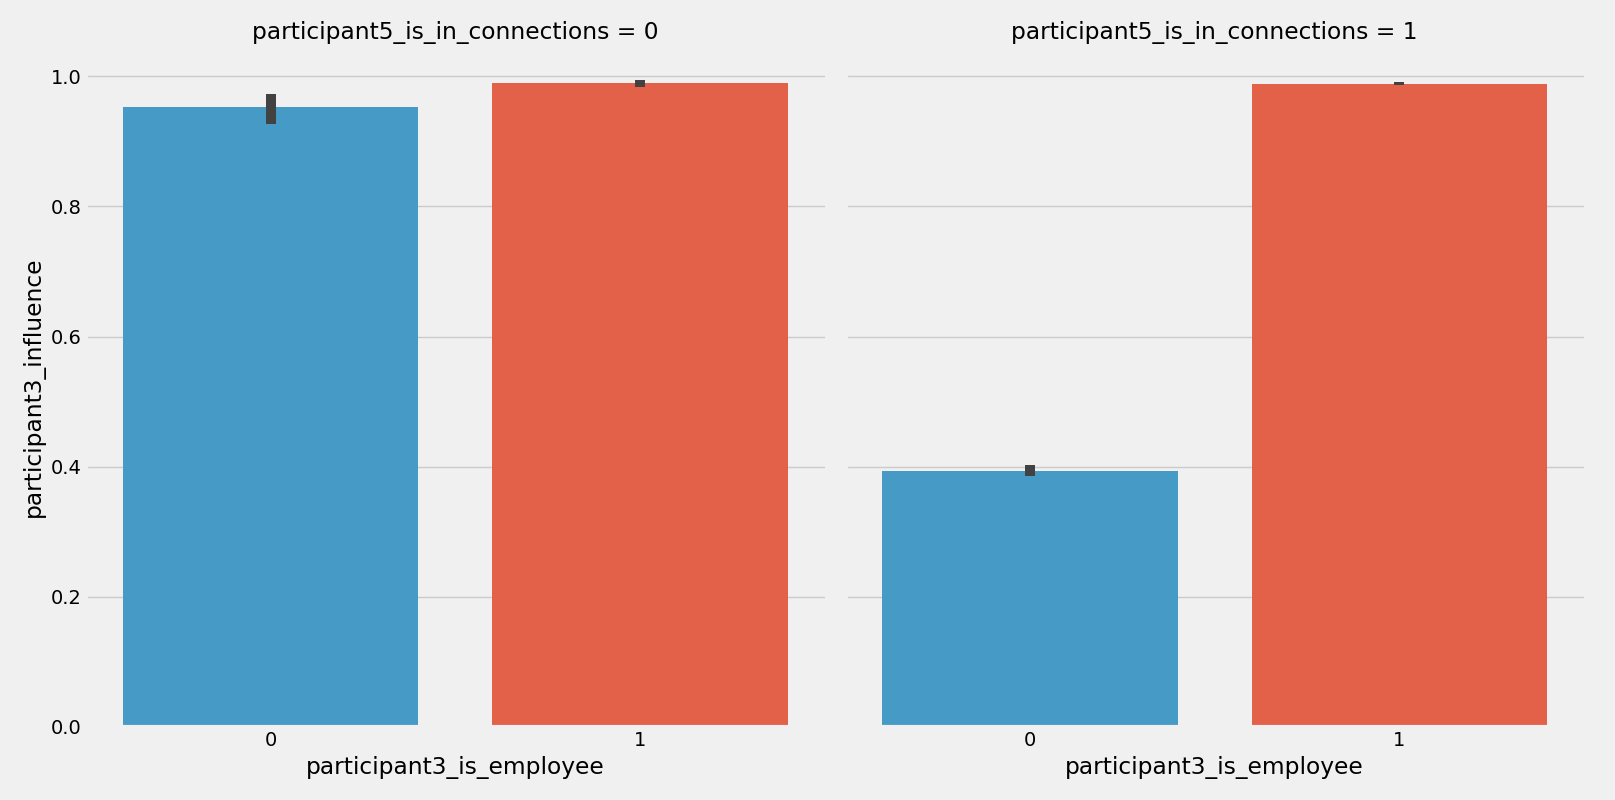 participant5_is_in_connections = 0
participant5_is_in_connections = 1
participant3_influence
1.0
0.8
0.6
0.4
0.2
0.0
0 1
0 1
participant3_is_employee
participant3_is_employee